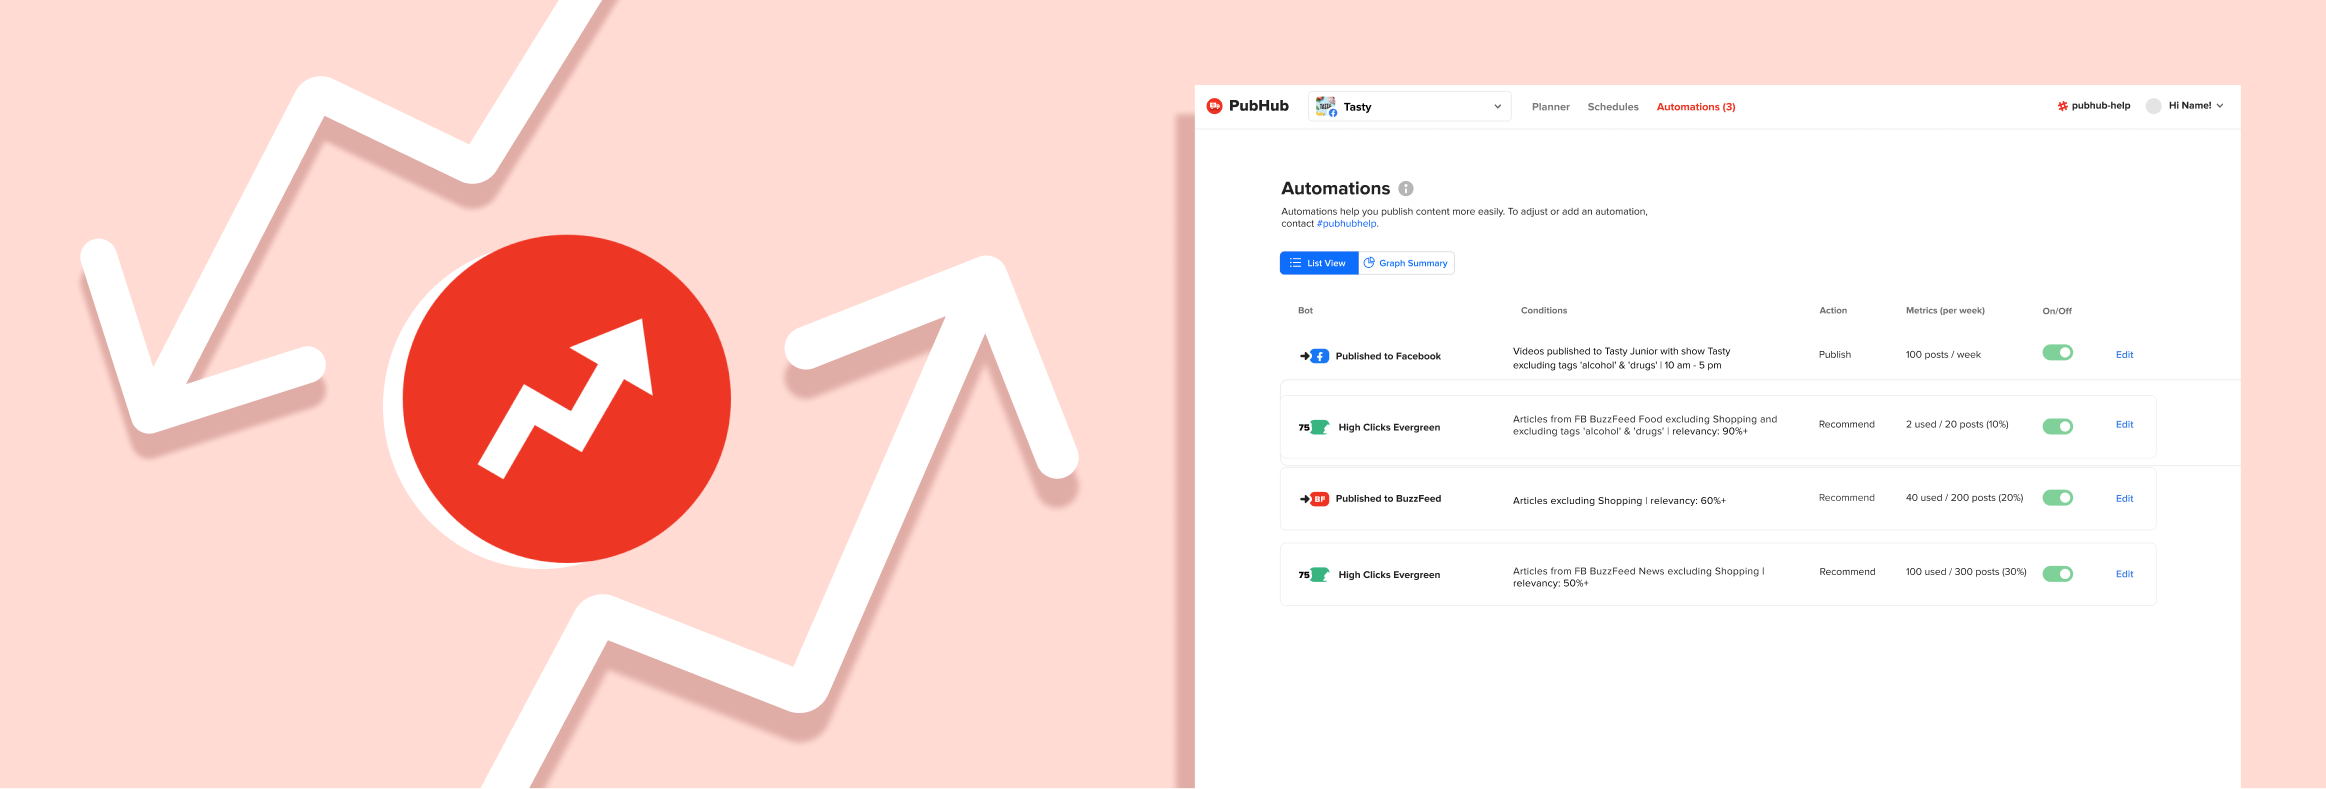 PubHub
Tasty
Planner Schedules Automations (3)
pubhub-help
Hi Name!
Automations
Automations help you publish content more easily. To adjust or add an automation,
contact #pubhubhelp.
List View Graph Summary
Bot Conditions Action Metrics (per week) On/Off
Published to Facebook
Videos published to Tasty Junior with show Tasty
excluding tags 'alcohol' & 'drugs' | 10 am - 5 pm
Publish
100 posts / week
Edit
75 High Clicks Evergreen
Articles from FB BuzzFeed Food excluding Shopping and
excluding tags 'alcohol' & 'drugs' | relevancy: 90%+
Recommend
2 used / 20 posts (10%)
Edit
BF Published to BuzzFeed
Articles excluding Shopping | relevancy: 60%+
Recommend
40 used / 200 posts (20%)
Edit
75 High Clicks Evergreen
Articles from FB BuzzFeed News excluding Shopping |
relevancy: 50%+
Recommend
100 used / 300 posts (30%)
Edit